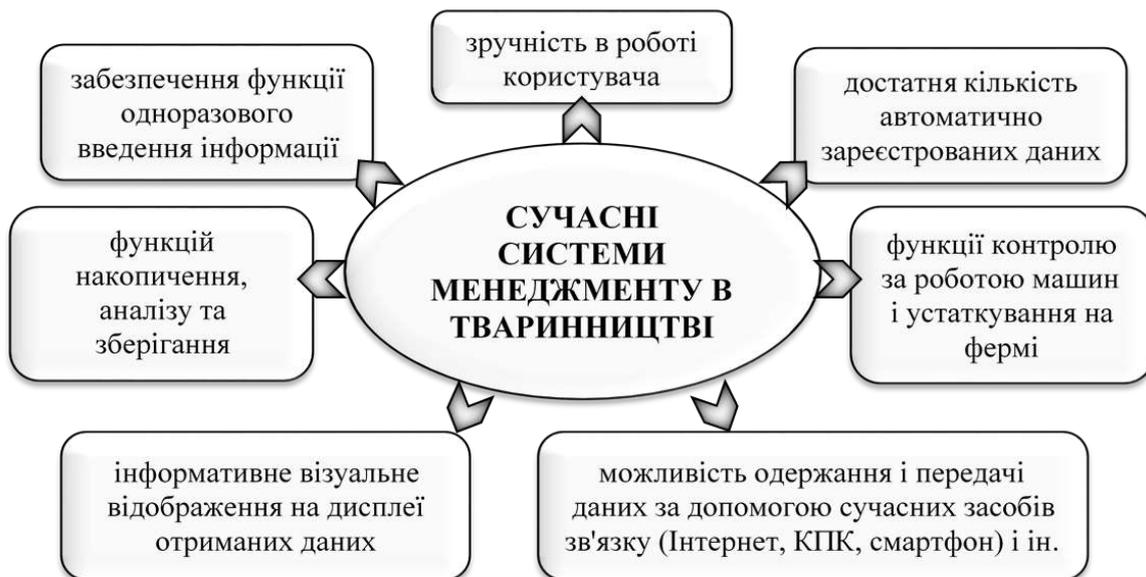 зручність в роботі
користувача
забезпечення функції
одноразового
введення інформації
достатня кількість
автоматично
зареєстрованих даних
СУЧАСНІ
СИСТЕМИ
МЕНЕДЖМЕНТУ В
ТВАРИННИЦТВІ
функцій
накопичення,
аналізу та
зберігання
функції контролю
за роботою машин
і устаткування на
фермі
інформативне візуальне
відображення на дисплеї
отриманих даних
можливість одержання і передачі
даних за допомогою сучасних засобів
зв'язку (Інтернет, КПК, смартфон) і ін.